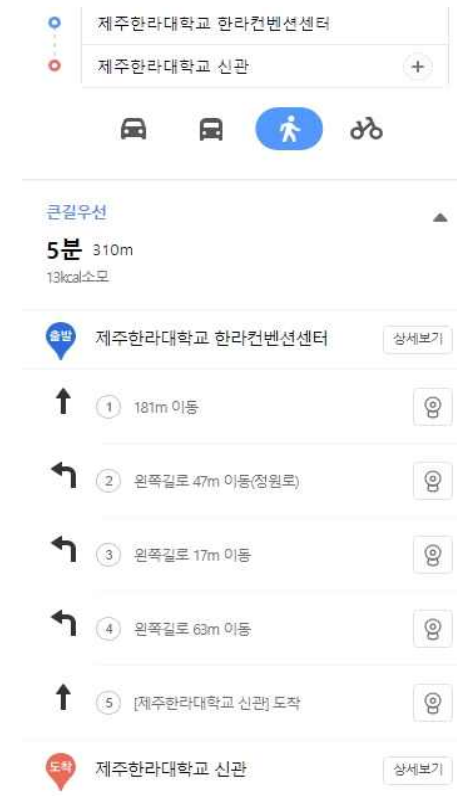 제주한라대학교 한라컨벤션센터
제주한라대학교 신관
큰길우선
5분 310m
13kcal소모
출발 제주한라대학교 한라컨벤션센터 상세보기
1 181m 이동
2 왼쪽길로 47m 이동(정원로)
3 왼쪽길로 17m 이동
4 왼쪽길로 63m 이동
5 [제주한라대학교 신관] 도착
도착 제주한라대학교 신관 상세보기